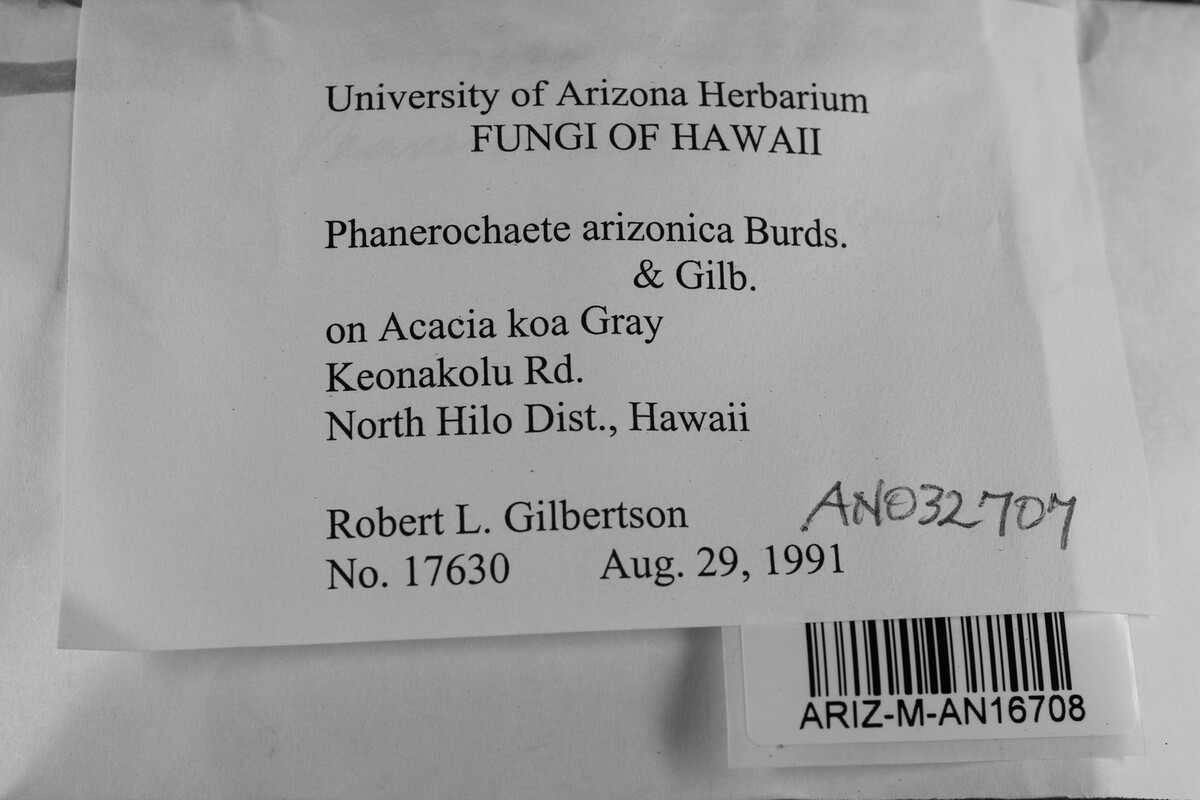 University of Arizona Herbarium
FUNGI OF HAWAII
Phanerochaete arizonica Burds.
& Gilb.
on Acacia koa Gray
Keonakolu Rd.
North Hilo Dist., Hawaii
Robert L. Gilbertson
AN032707
No. 17630 Aug. 29, 1991
ARIZ-M-AN16708